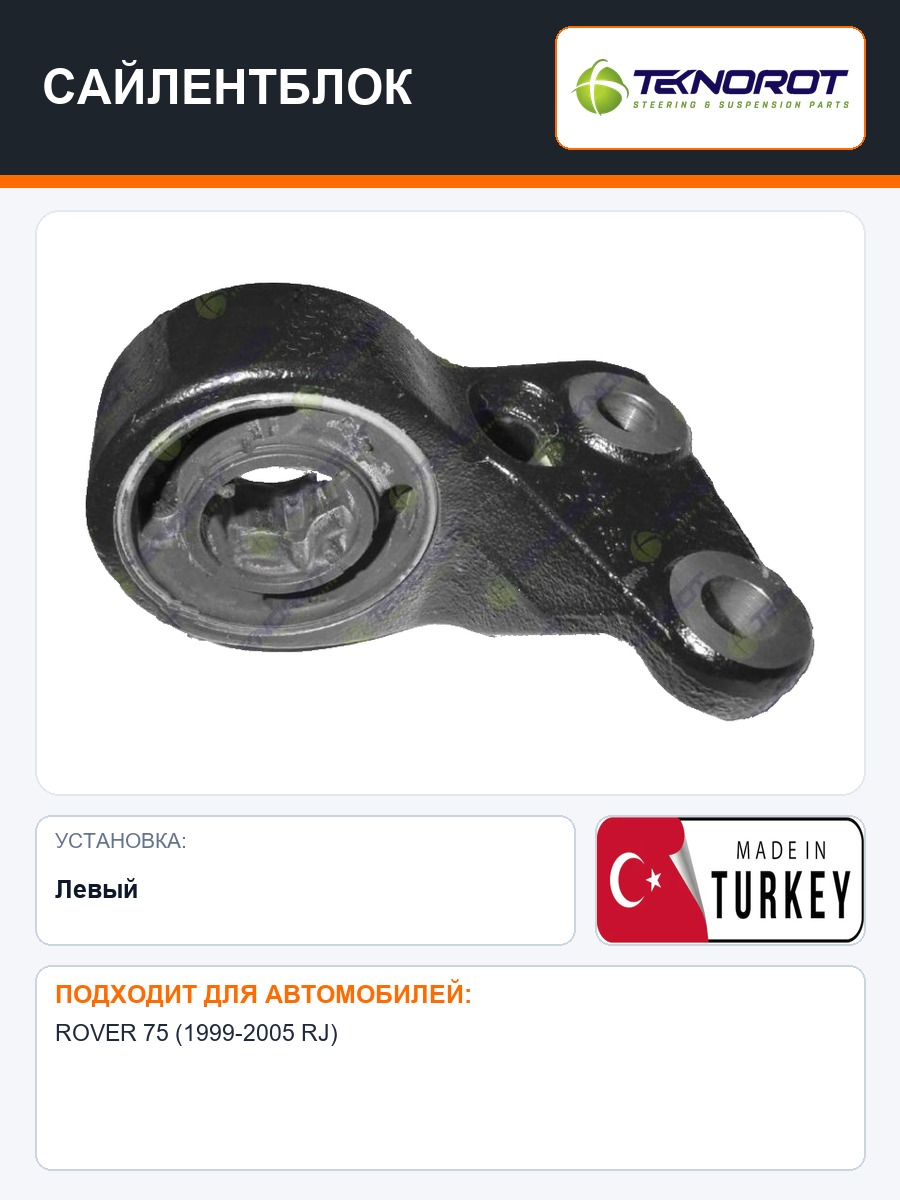 САЙЛЕНТБЛОК
TEKNOROT
STEERING & SUSPENSION PARTS
УСТАНОВКА:
Левый
MADE IN
TURKEY
ПОДХОДИТ ДЛЯ АВТОМОБИЛЕЙ:
ROVER 75 (1999-2005 RJ)